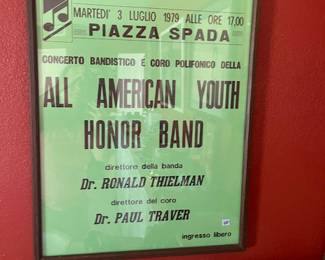 MARTEDI' 3 LUGLIO 1979 ALLE ORE 17,00
PIAZZA SPADA
CONCERTO BANDISTICO E CORO POLIFONICO DELLA
ALL AMERICAN YOUTH
HONOR BAND
direttore della banda
Dr. RONALD THIELMAN
direttore del coro
Dr. PAUL TRAVER
ingresso libero